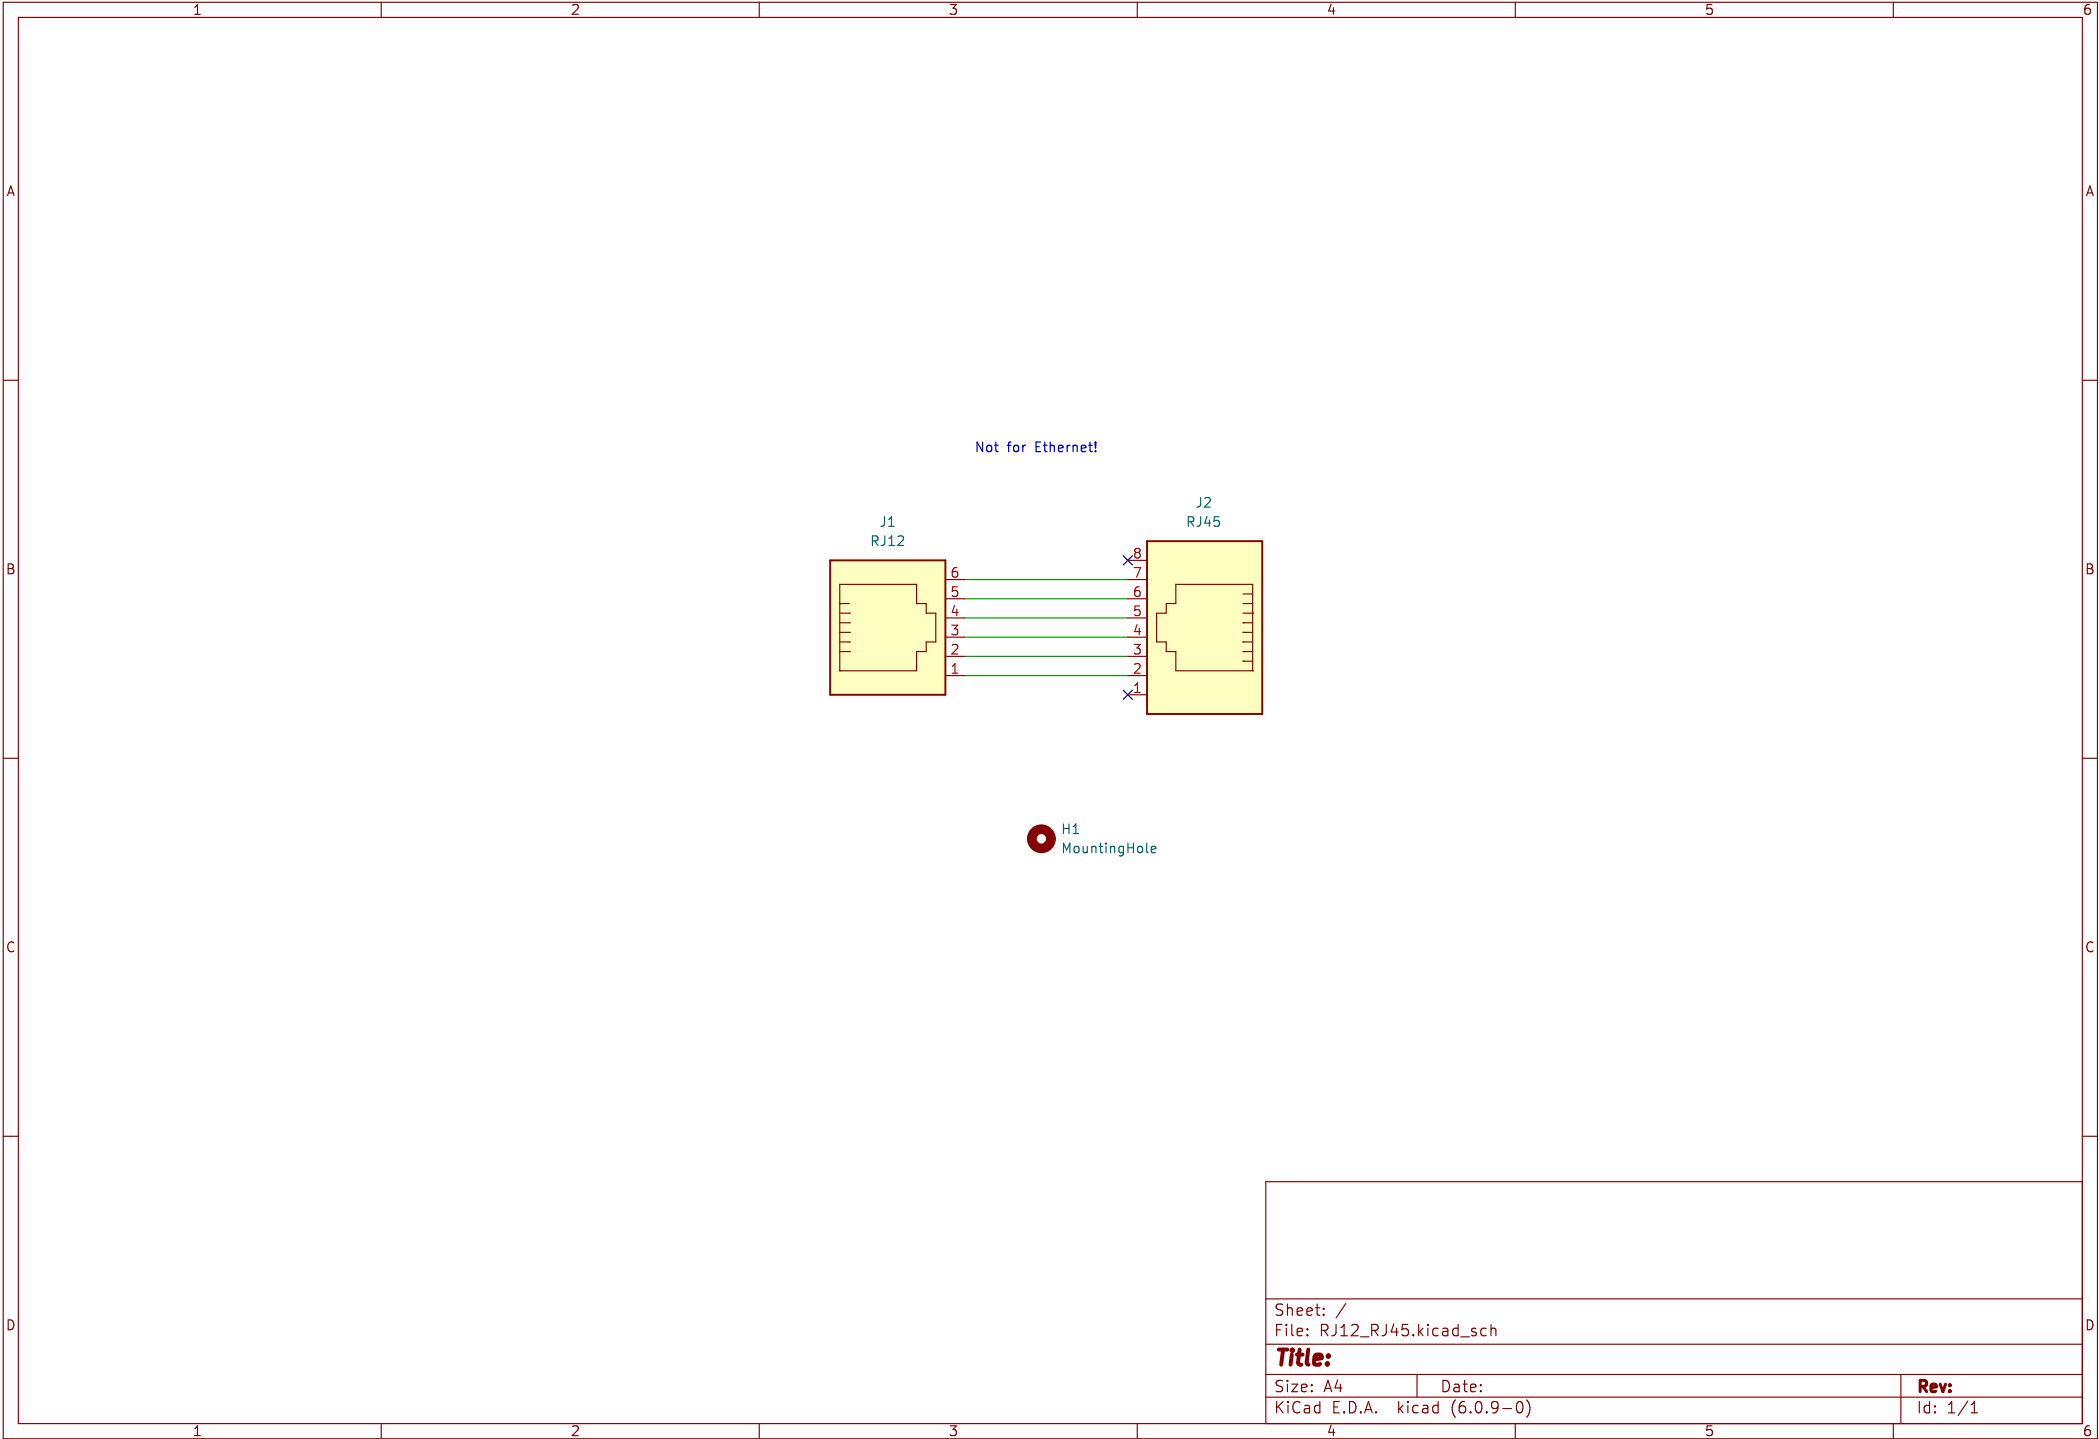 1 2 3 4 5 6
A A
Not for Ethernet!
J2
J1 RJ45
RJ12
8
6 7
5 6
4 5
3 4
2 3
1 2
1
B B
H1
MountingHole
C C
Sheet: /
File: RJ12_RJ45.kicad_sch
D D
Title:
Size: A4 Date: Rev:
KiCad E.D.A. kicad (6.0.9-0) Id: 1/1
1 2 3 4 5 6